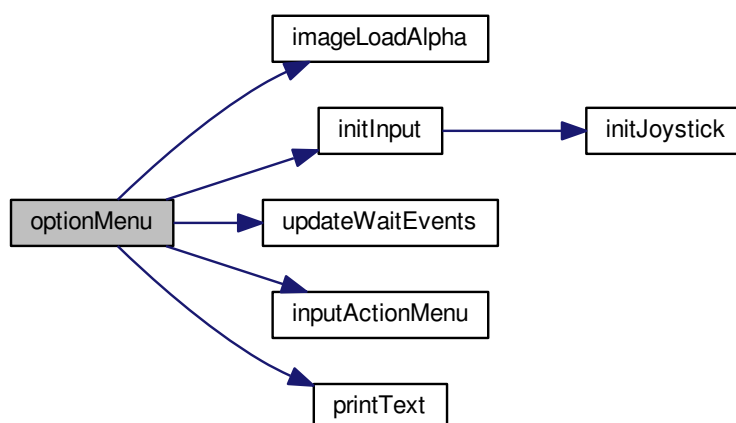 imageLoadAlpha
initInput
initJoystick
optionMenu
updateWaitEvents
inputActionMenu
printText